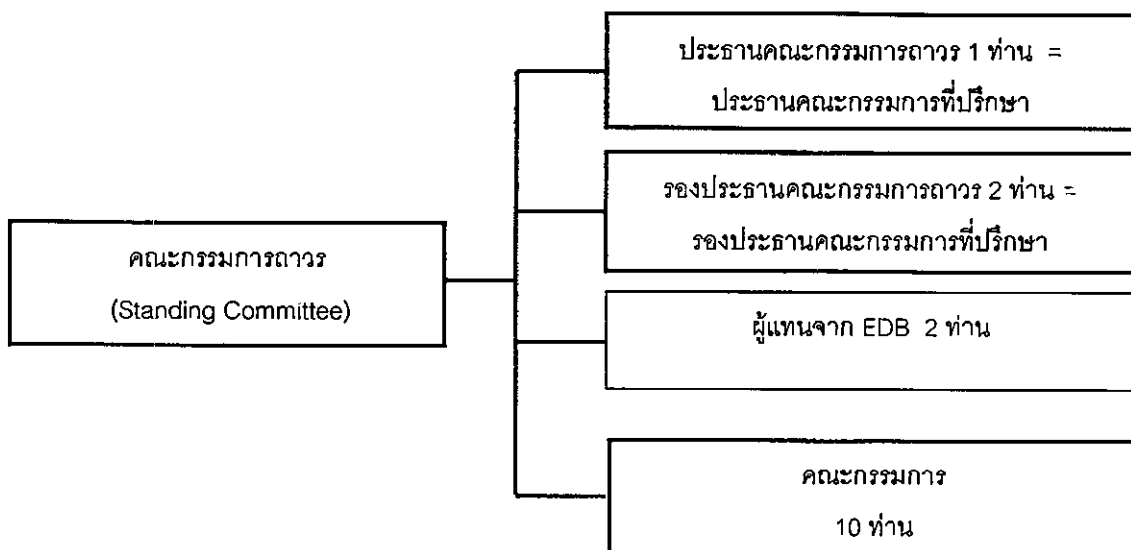 ประธานคณะกรรมการถาวร 1 ท่าน =
ประธานคณะกรรมการที่ปรึกษา
รองประธานคณะกรรมการถาวร 2 ท่าน =
รองประธานคณะกรรมการที่ปรึกษา
คณะกรรมการถาวร
(Standing Committee)
ผู้แทนจาก EDB 2 ท่าน
คณะกรรมการ
10 ท่าน